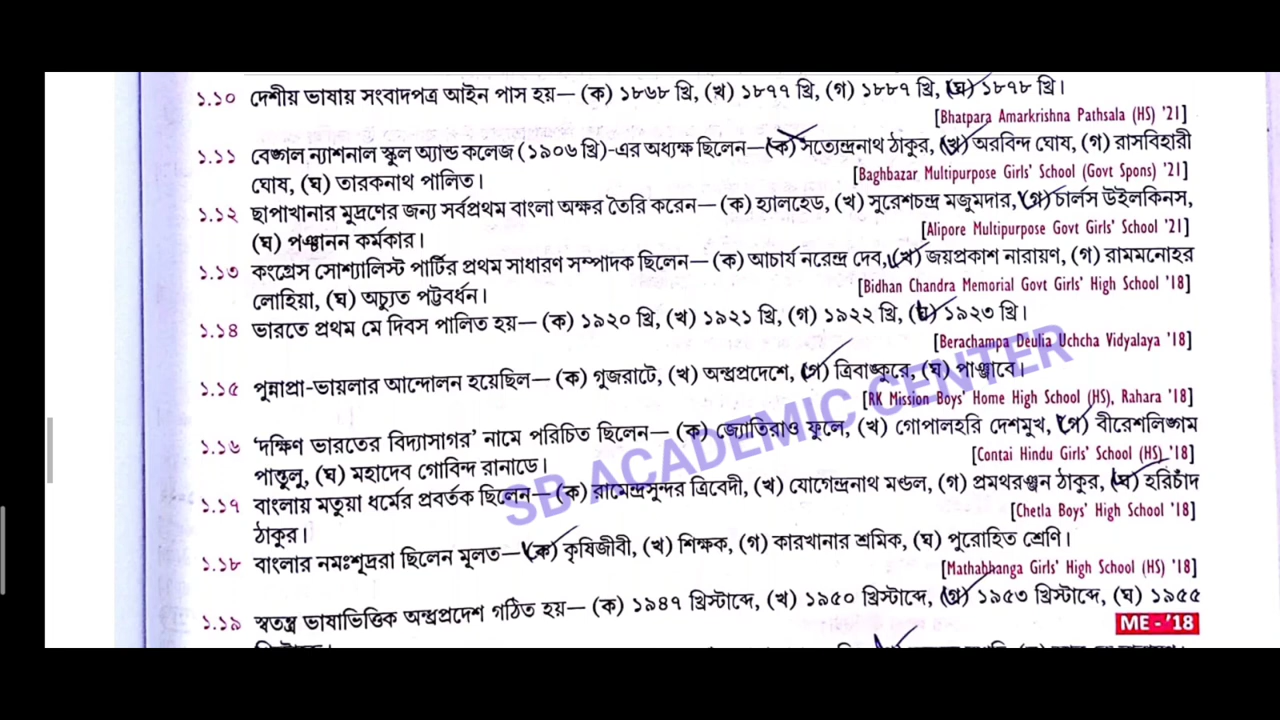 ১.১০ দেশীয় ভাষায় সংবাদপত্র আইন পাস হয়— (ক) ১৮৬৮ খ্রি, (খ) ১৮৭৭ খ্রি, (গ) ১৮৮৭ খ্রি, (ঘ) ১৮৭৮ খ্রি।
[Bhatpara Amarkrishna Pathsala (HS) '21]
১.১১ বেঙ্গল ন্যাশনাল স্কুল অ্যান্ড কলেজ (১৯০৬ খ্রি)-এর অধ্যক্ষ ছিলেন—(ক) সত্যেন্দ্রনাথ ঠাকুর, (খ) অরবিন্দ ঘোষ, (গ) রাসবিহারী
ঘোষ, (ঘ) তারকনাথ পালিত। [Baghbazar Multipurpose Girls' School (Govt Spons) '21]
১.১২ ছাপাখানার মুদ্রণের জন্য সর্বপ্রথম বাংলা অক্ষর তৈরি করেন— (ক) হ্যালহেড, (খ) সুরেশচন্দ্র মজুমদার, (গ) চার্লস উইলকিনস,
(ঘ) পঞ্চানন কর্মকার। [Alipore Multipurpose Govt Girls' School '21]
১.১৩ কংগ্রেস সোশ্যালিস্ট পার্টির প্রথম সাধারণ সম্পাদক ছিলেন— (ক) আচার্য নরেন্দ্র দেব, (খ) জয়প্রকাশ নারায়ণ, (গ) রামমনোহর
লোহিয়া, (ঘ) অচ্যুত পট্টবর্ধন। [Bidhan Chandra Memorial Govt Girls' High School '18]
১.১৪ ভারতে প্রথম মে দিবস পালিত হয়— (ক) ১৯২০ খ্রি, (খ) ১৯২১ খ্রি, (গ) ১৯২২ খ্রি, (ঘ) ১৯২৩ খ্রি।
[Berachampa Deulia Uchcha Vidyalaya '18]
১.১৫ পুন্নাপ্রা-ভায়লার আন্দোলন হয়েছিল— (ক) গুজরাটে, (খ) অন্ধ্রপ্রদেশে, (গ) ত্রিবাঙ্কুরে, (ঘ) পাঞ্জাবে।
[RK Mission Boys' Home High School (HS), Rahara '18]
১.১৬ 'দক্ষিণ ভারতের বিদ্যাসাগর' নামে পরিচিত ছিলেন— (ক) জ্যোতিরাও ফুলে, (খ) গোপালহরি দেশমুখ, (গ) বীরেশলিঙ্গাম
পান্তুলু, (ঘ) মহাদেব গোবিন্দ রানাডে। [Contai Hindu Girls' School (HS) '18]
১.১৭ বাংলায় মতুয়া ধর্মের প্রবর্তক ছিলেন— (ক) রামেন্দ্রসুন্দর ত্রিবেদী, (খ) যোগেন্দ্রনাথ মণ্ডল, (গ) প্রমথরঞ্জন ঠাকুর, (ঘ) হরিচাঁদ
ঠাকুর। [Chetla Boys' High School '18]
১.১৮ বাংলার নমঃশূদ্ররা ছিলেন মূলত— (ক) কৃষিজীবী, (খ) শিক্ষক, (গ) কারখানার শ্রমিক, (ঘ) পুরোহিত শ্রেণি।
[Mathabhanga Girls' High School (HS) '18]
১.১৯ স্বতন্ত্র ভাষাভিত্তিক অন্ধ্রপ্রদেশ গঠিত হয়— (ক) ১৯৪৭ খ্রিস্টাব্দে, (খ) ১৯৫০ খ্রিস্টাব্দে, (গ) ১৯৫৩ খ্রিস্টাব্দে, (ঘ) ১৯৫৫
ME - '18
SB ACADEMIC CENTER